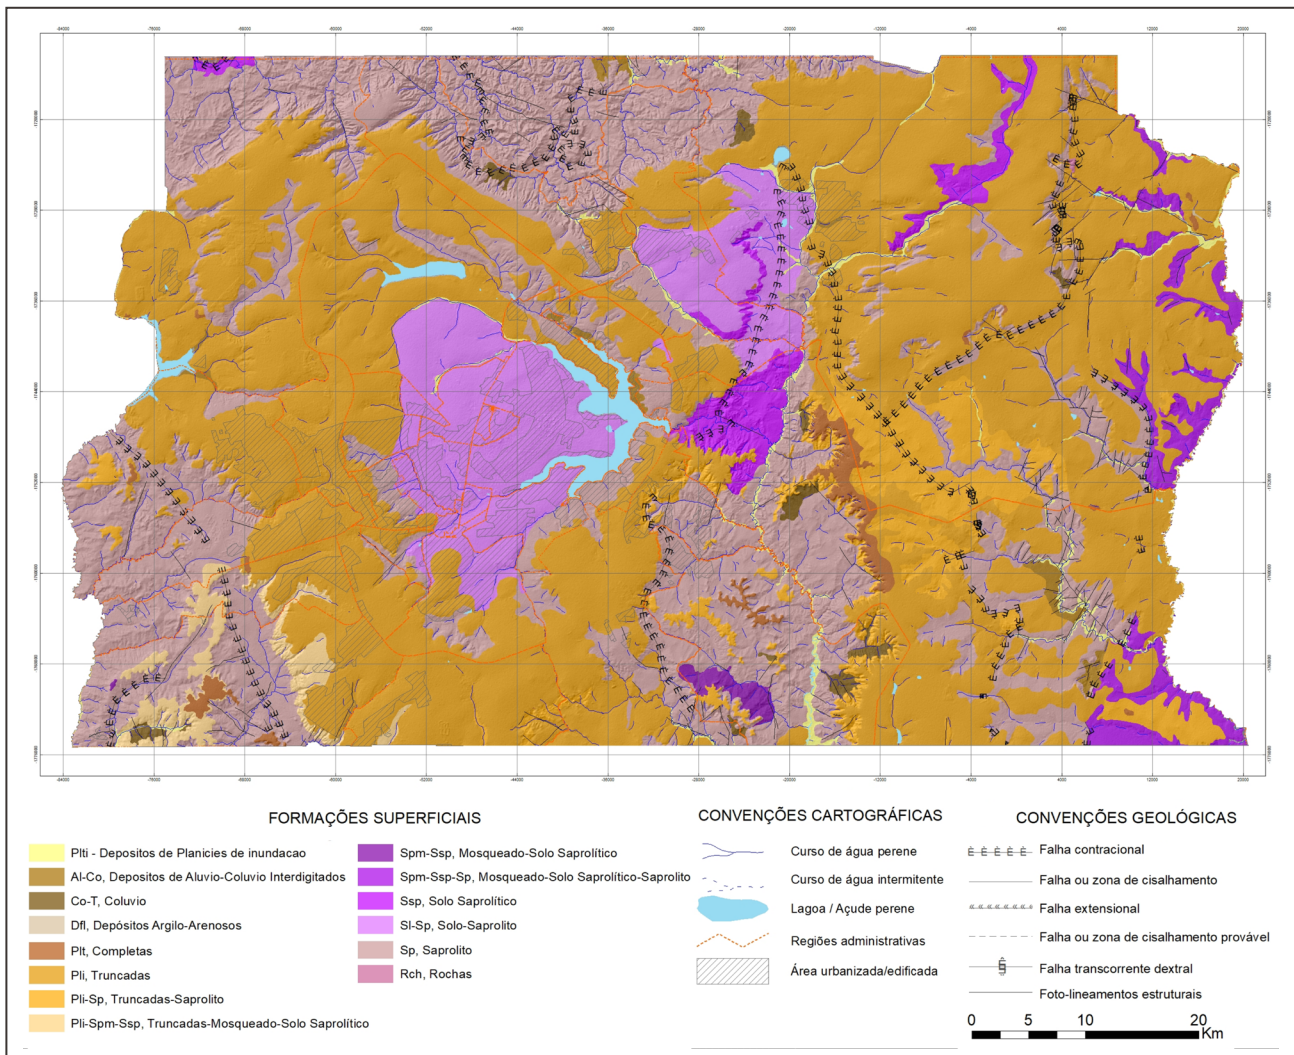 FORMAÇÕES SUPERFICIAIS
Plti - Depositos de Planicies de inundacao
Al-Co, Depositos de Aluvio-Coluvio Interdigitados
Co-T, Coluvio
Dfl, Depósitos Argilo-Arenosos
Plt, Completas
Pli, Truncadas
Pli-Sp, Truncadas-Saprolito
Pli-Spm-Ssp, Truncadas-Mosqueado-Solo Saprolítico
Spm-Ssp, Mosqueado-Solo Saprolítico
Spm-Ssp-Sp, Mosqueado-Solo Saprolítico-Saprolito
Ssp, Solo Saprolítico
Sl-Sp, Solo-Saprolito
Sp, Saprolito
Rch, Rochas
CONVENÇÕES CARTOGRÁFICAS
Curso de água perene
Curso de água intermitente
Lagoa / Açude perene
Regiões administrativas
Área urbanizada/edificada
CONVENÇÕES GEOLÓGICAS
Falha contracional
Falha ou zona de cisalhamento
Falha extensional
Falha ou zona de cisalhamento provável
Falha transcorrente dextral
Foto-lineamentos estruturais
0 5 10 20
Km